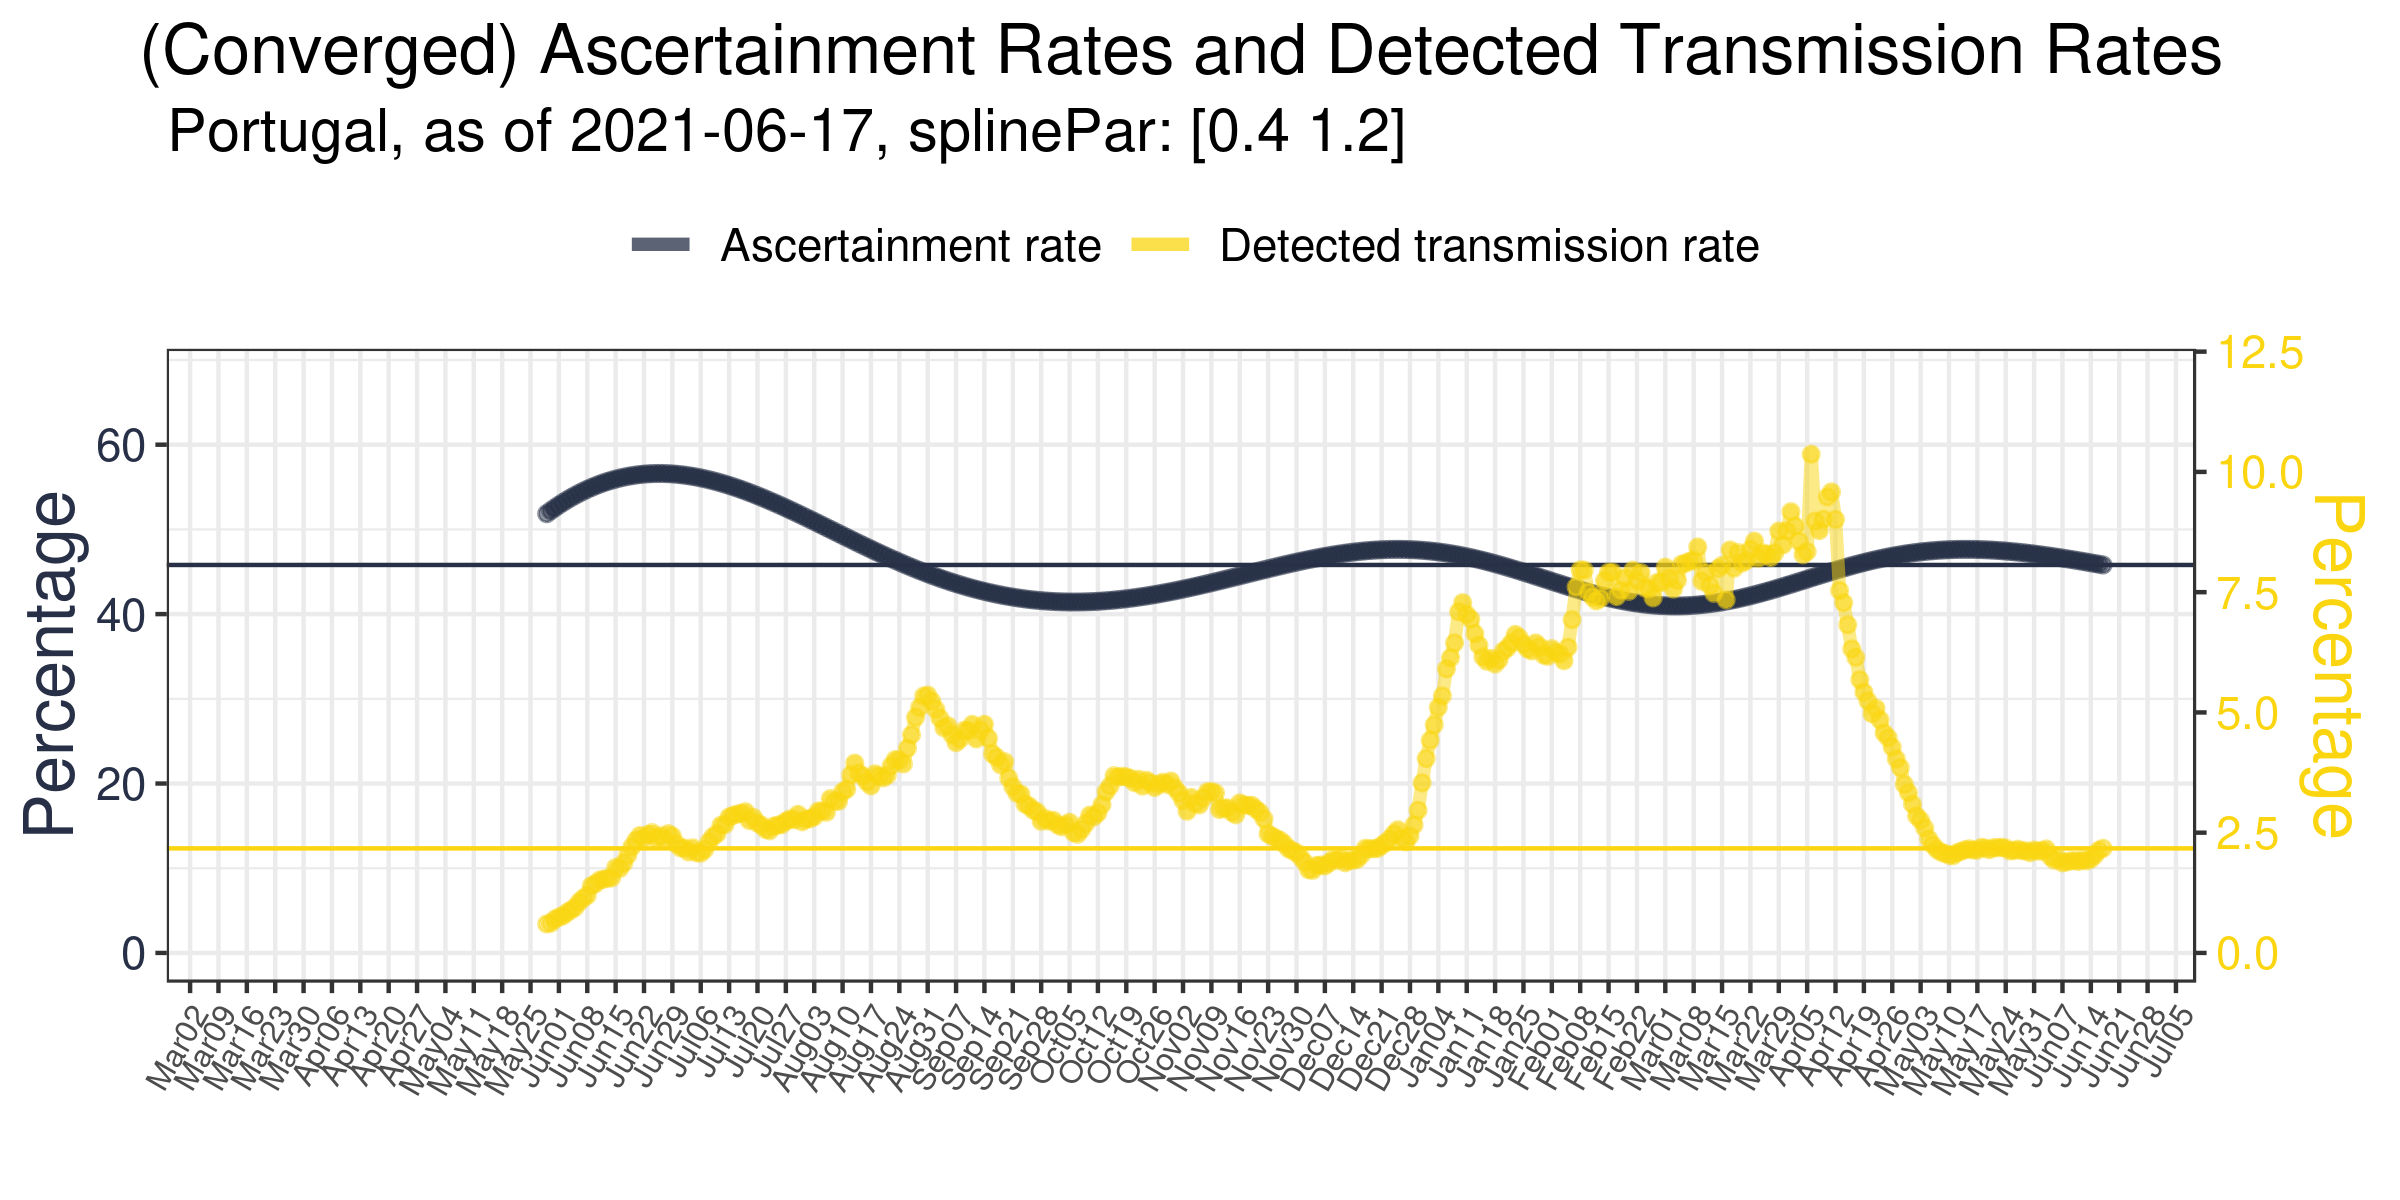 (Converged) Ascertainment Rates and Detected Transmission Rates
Portugal, as of 2021-06-17, splinePar: [0.4 1.2]
Ascertainment rate
Detected transmission rate
Percentage
60
40
20
0
12.5
10.0
7.5
5.0
2.5
0.0
Percentage
Mar02
Mar09
Mar16
Mar23
Mar30
Apr06
Apr13
Apr20
Apr27
May04
May11
May18
May25
Jun01
Jun08
Jun15
Jun22
Jun29
Jul06
Jul13
Jul20
Jul27
Aug03
Aug10
Aug17
Aug24
Aug31
Sep07
Sep14
Sep21
Sep28
Oct05
Oct12
Oct19
Oct26
Nov02
Nov09
Nov16
Nov23
Nov30
Dec07
Dec14
Dec21
Dec28
Jan04
Jan11
Jan18
Jan25
Feb01
Feb08
Feb15
Feb22
Mar01
Mar08
Mar15
Mar22
Mar29
Apr05
Apr12
Apr19
Apr26
May03
May10
May17
May24
May31
Jun07
Jun14
Jun21
Jun28
Jul05